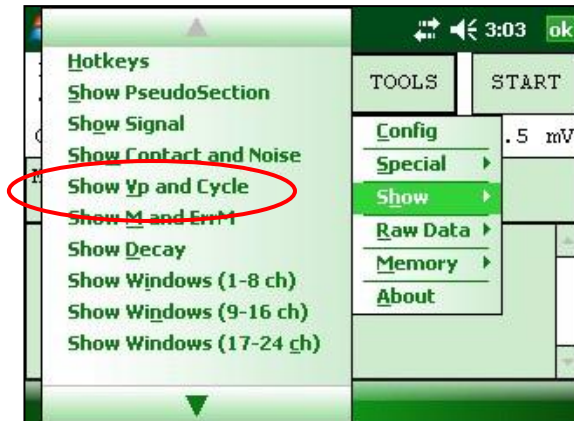 3:03 ok
TOOLS START
.5 mV
Hotkeys
Show PseudoSection
Show Signal
Show Contact and Noise
Show Vp and Cycle
Show M and ErrM
Show Decay
Show Windows (1-8 ch)
Show Windows (9-16 ch)
Show Windows (17-24 ch)
Config
Special
Show
Raw Data
Memory
About